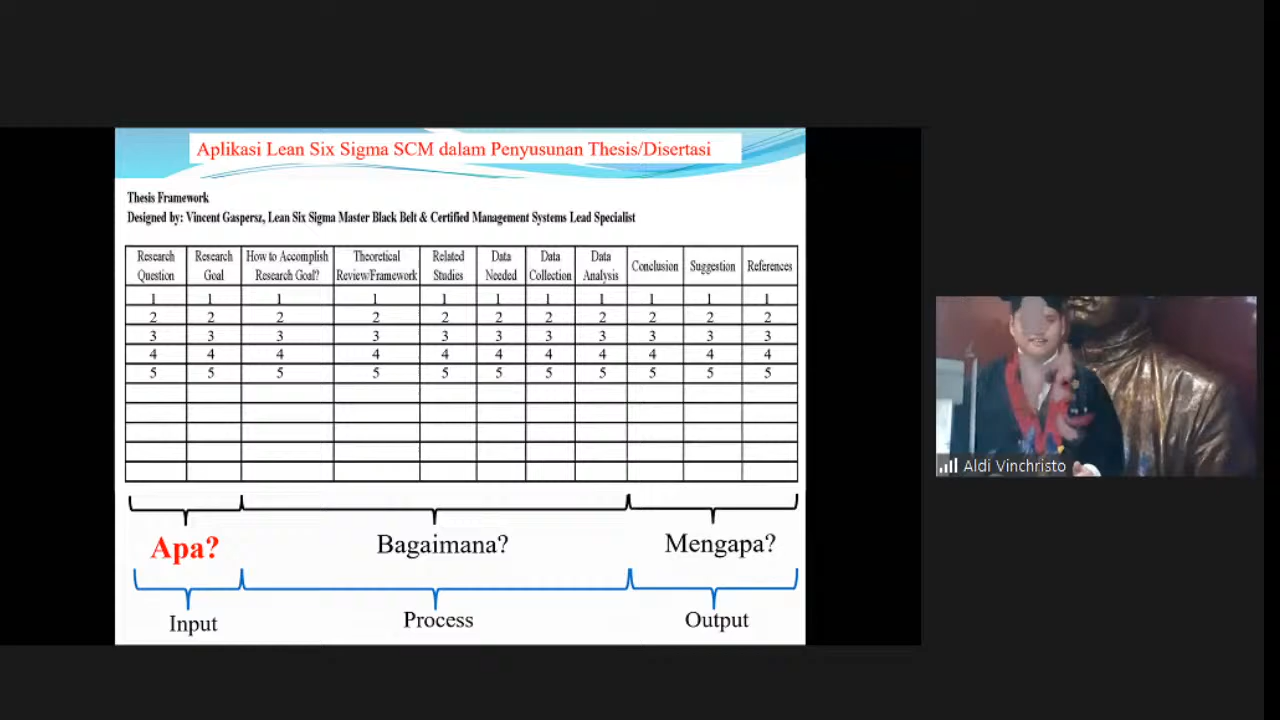 Aplikasi Lean Six Sigma SCM dalam Penyusunan Thesis/Disertasi
Thesis Framework
Designed by: Vincent Gaspersz, Lean Six Sigma Master Black Belt & Certified Management Systems Lead Specialist
Research Question Research Goal How to Accomplish Research Goal? Theoretical Review/Framework Related Studies Data Needed Data Collection Data Analysis Conclusion Suggestion References
1 1 1 1 1 1 1 1 1 1 1
2 2 2 2 2 2 2 2 2 2 2
3 3 3 3 3 3 3 3 3 3 3
4 4 4 4 4 4 4 4 4 4 4
5 5 5 5 5 5 5 5 5 5 5
Apa? Bagaimana? Mengapa?
Input Process Output
Aldi Vinchristo